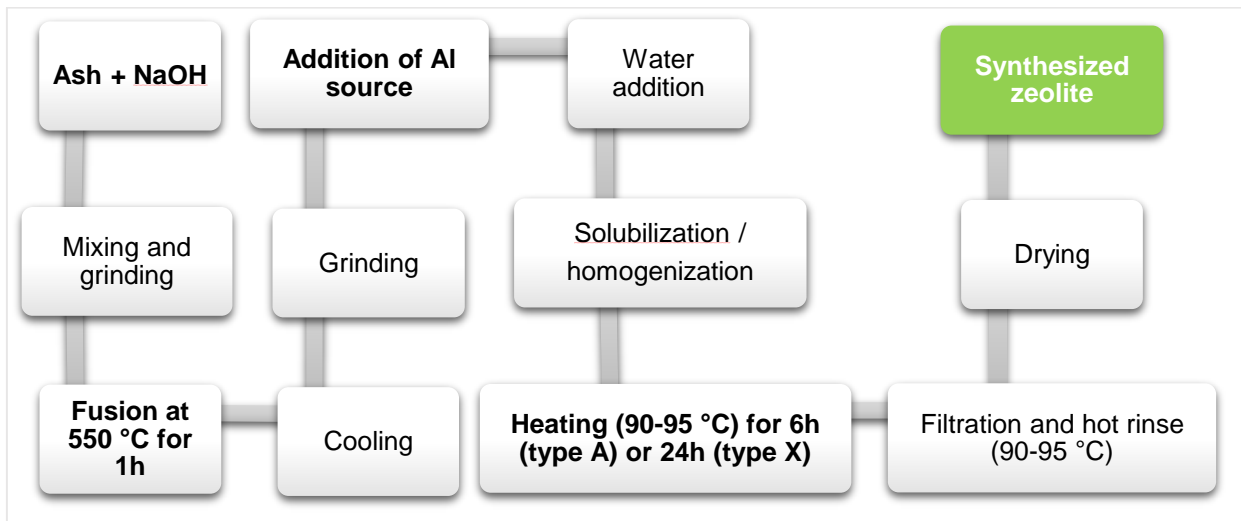 Ash + NaOH
Mixing and
grinding
Fusion at
550 °C for
1h
Cooling
Grinding
Addition of Al
source
Water
addition
Solubilization /
homogenization
Heating (90-95 °C) for 6h
(type A) or 24h (type X)
Filtration and hot rinse
(90-95 °C)
Drying
Synthesized
zeolite